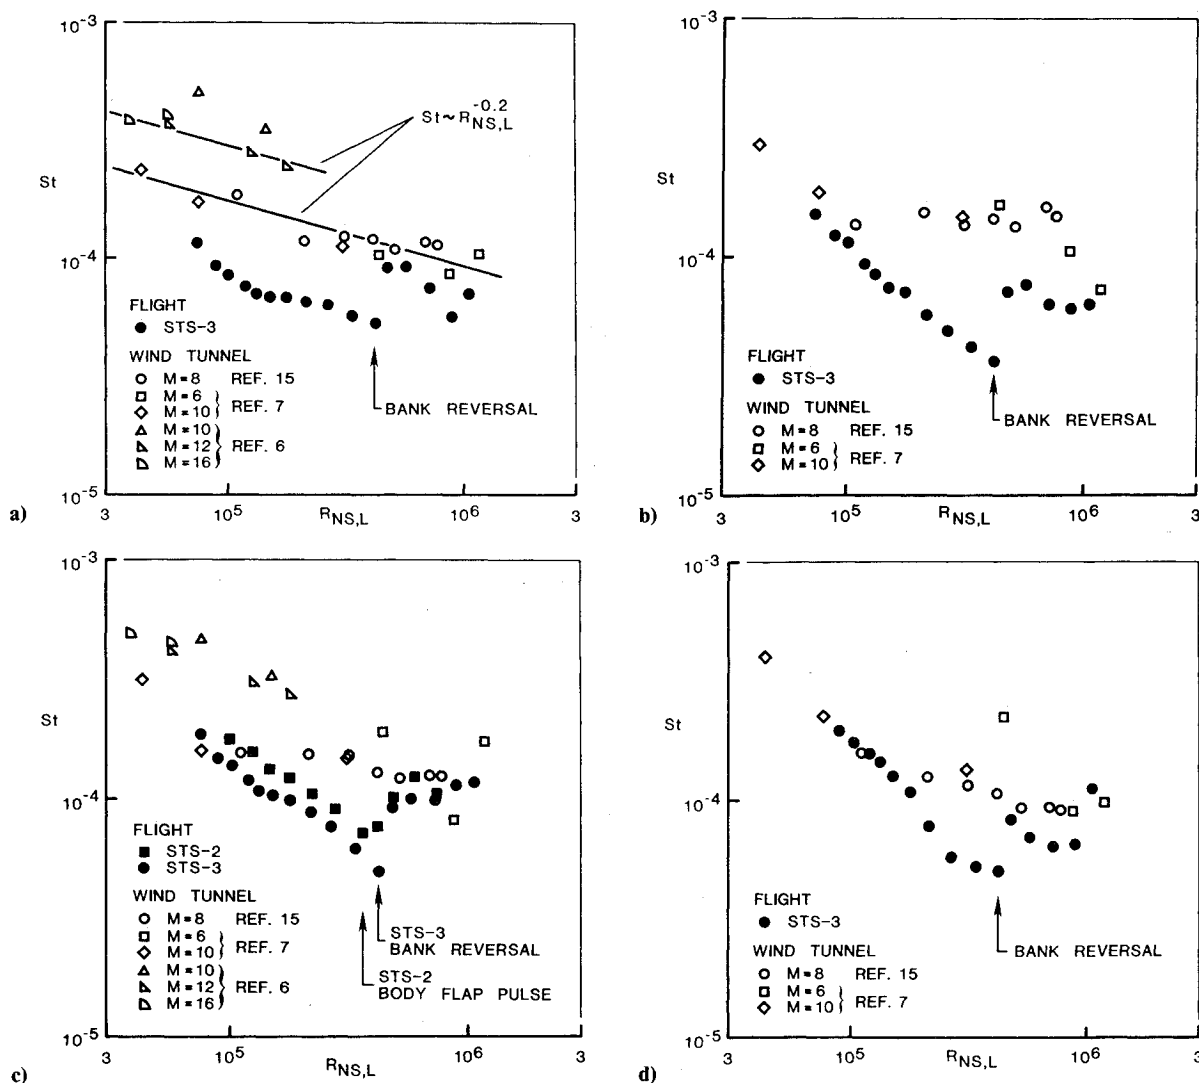 10^-3
St~R_NS,L^-0.2
St
10^-4
FLIGHT
● STS-3
WIND TUNNEL
○ M=8 REF. 15
□ M=6
◇ M=10 } REF. 7
△ M=10
M=12 } REF. 6
M=16
BANK REVERSAL
10^-5
3 10^5 R_NS,L 10^6 3
a)
10^-3
St
10^-4
FLIGHT
● STS-3
WIND TUNNEL
○ M=8 REF. 15
□ M=6
◇ M=10 } REF. 7
BANK REVERSAL
10^-5
3 10^5 R_NS,L 10^6 3
b)
10^-3
St
10^-4
FLIGHT
■ STS-2
● STS-3
WIND TUNNEL
○ M=8 REF. 15
□ M=6
◇ M=10 } REF. 7
△ M=10
M=12 } REF. 6
M=16
STS-3
BANK REVERSAL
STS-2
BODY FLAP PULSE
10^-5
3 10^5 R_NS,L 10^6 3
c)
10^-3
St
10^-4
FLIGHT
● STS-3
WIND TUNNEL
○ M=8 REF. 15
□ M=6
◇ M=10 } REF. 7
BANK REVERSAL
10^-5
3 10^5 R_NS,L 10^6 3
d)